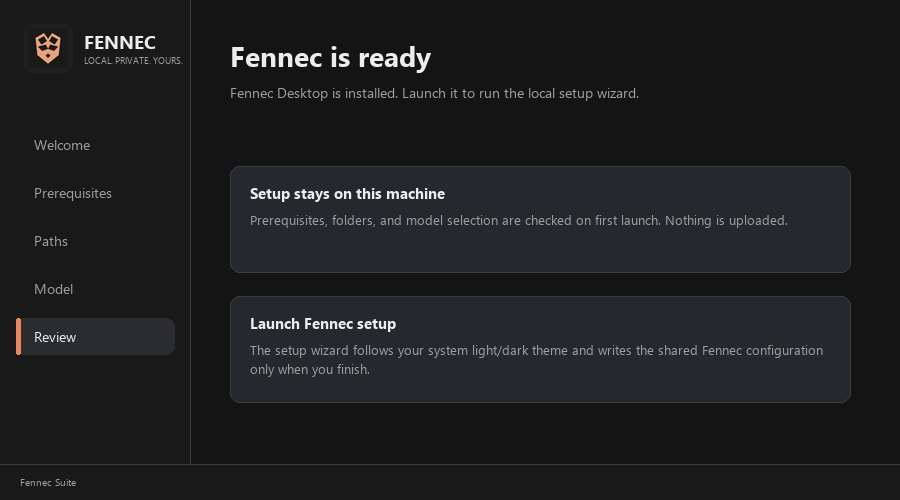 FENNEC
LOCAL. PRIVATE. YOURS.
Welcome
Prerequisites
Paths
Model
Review
Fennec is ready
Fennec Desktop is installed. Launch it to run the local setup wizard.
Setup stays on this machine
Prerequisites, folders, and model selection are checked on first launch. Nothing is uploaded.
Launch Fennec setup
The setup wizard follows your system light/dark theme and writes the shared Fennec configuration
only when you finish.
Fennec Suite